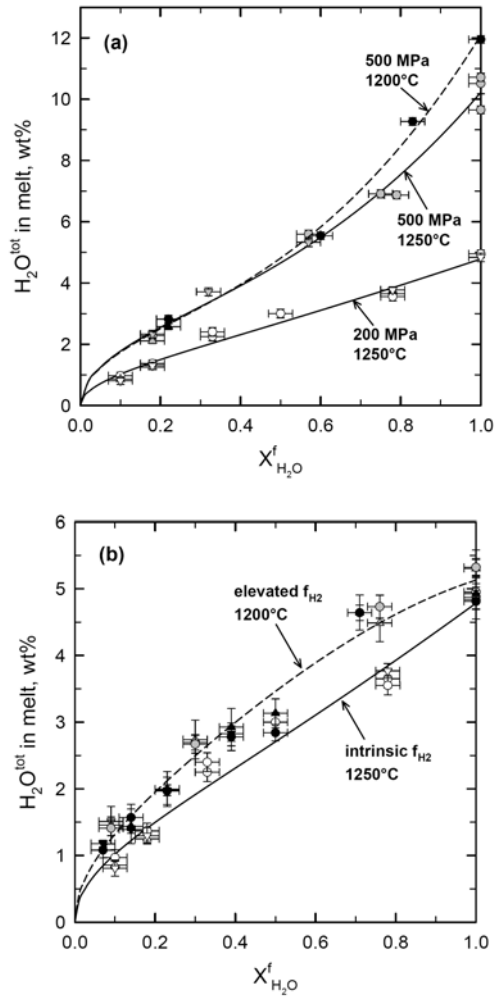 (a)
12
10
8
6
4
2
0
H₂Oᵗᵒᵗ in melt, wt%
500 MPa
1200°C
500 MPa
1250°C
200 MPa
1250°C
0.0 0.2 0.4 0.6 0.8 1.0
Xᶠ H₂O
(b)
6
5
4
3
2
1
0
H₂Oᵗᵒᵗ in melt, wt%
elevated f H2
1200°C
intrinsic f H2
1250°C
0.0 0.2 0.4 0.6 0.8 1.0
Xᶠ H₂O